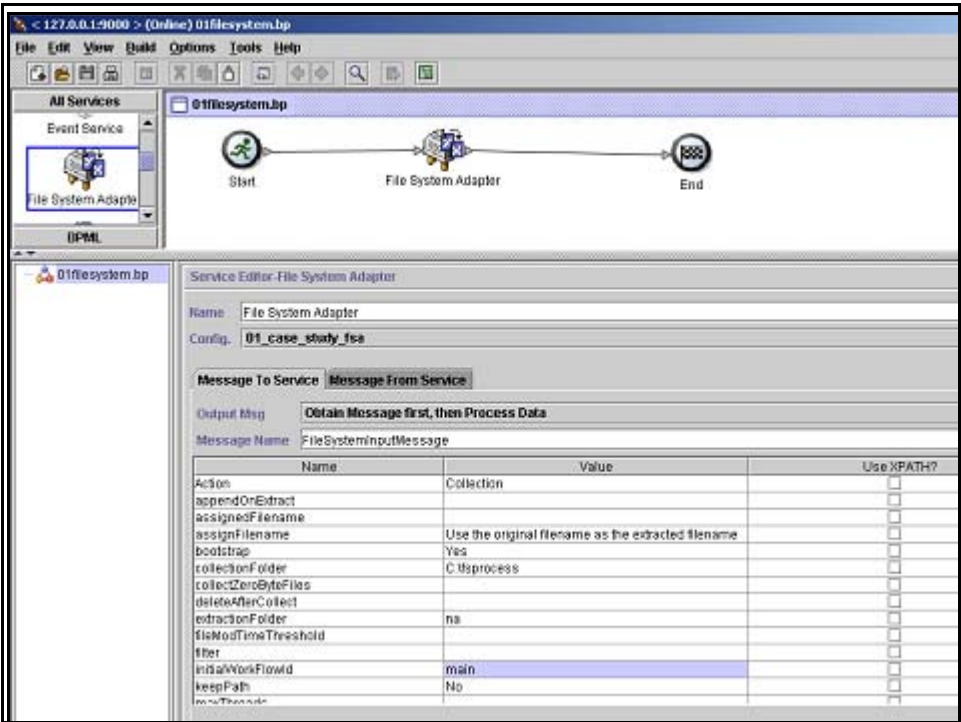 < 127.0.0.1:9000 > (Online) 01filesystem.bp
File Edit View Build Options Tools Help
All Services
Event Service
File System Adapte
BPML
01filesystem.bp
Start
File System Adapter
End
01filesystem.bp
Service Editor-File System Adapter
Name File System Adapter
Config. 01_case_study_fsa
Message To Service Message From Service
Output Msg Obtain Message first, then Process Data
Message Name FileSystemInputMessage
Name Value Use XPATH?
Action Collection
appendOnExtract
assignedFilename
assignFilename Use the original filename as the extracted filename
bootstrap Yes
collectionFolder C:\fsprocess
collectZeroByteFiles
deleteAfterCollect
extractionFolder na
fileModTimeThreshold
filter
initialWorkFlowId main
keepPath No
maxThreads